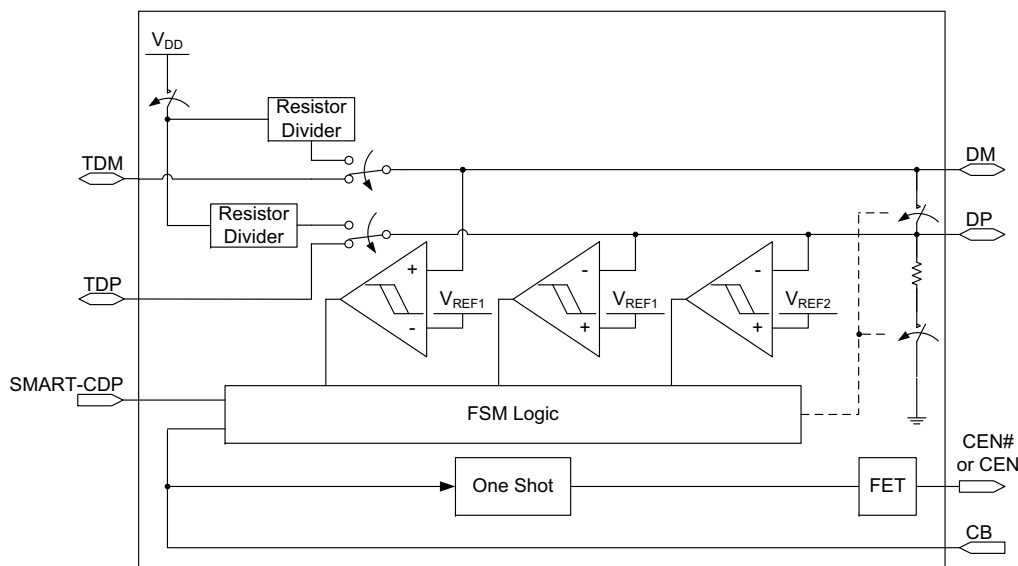 VDD
Resistor
Divider
TDM
DM
Resistor
Divider
DP
TDP
+
-
VREF1
-
+
VREF1
-
+
VREF2
SMART-CDP
FSM Logic
CEN#
or CEN
One Shot
FET
CB